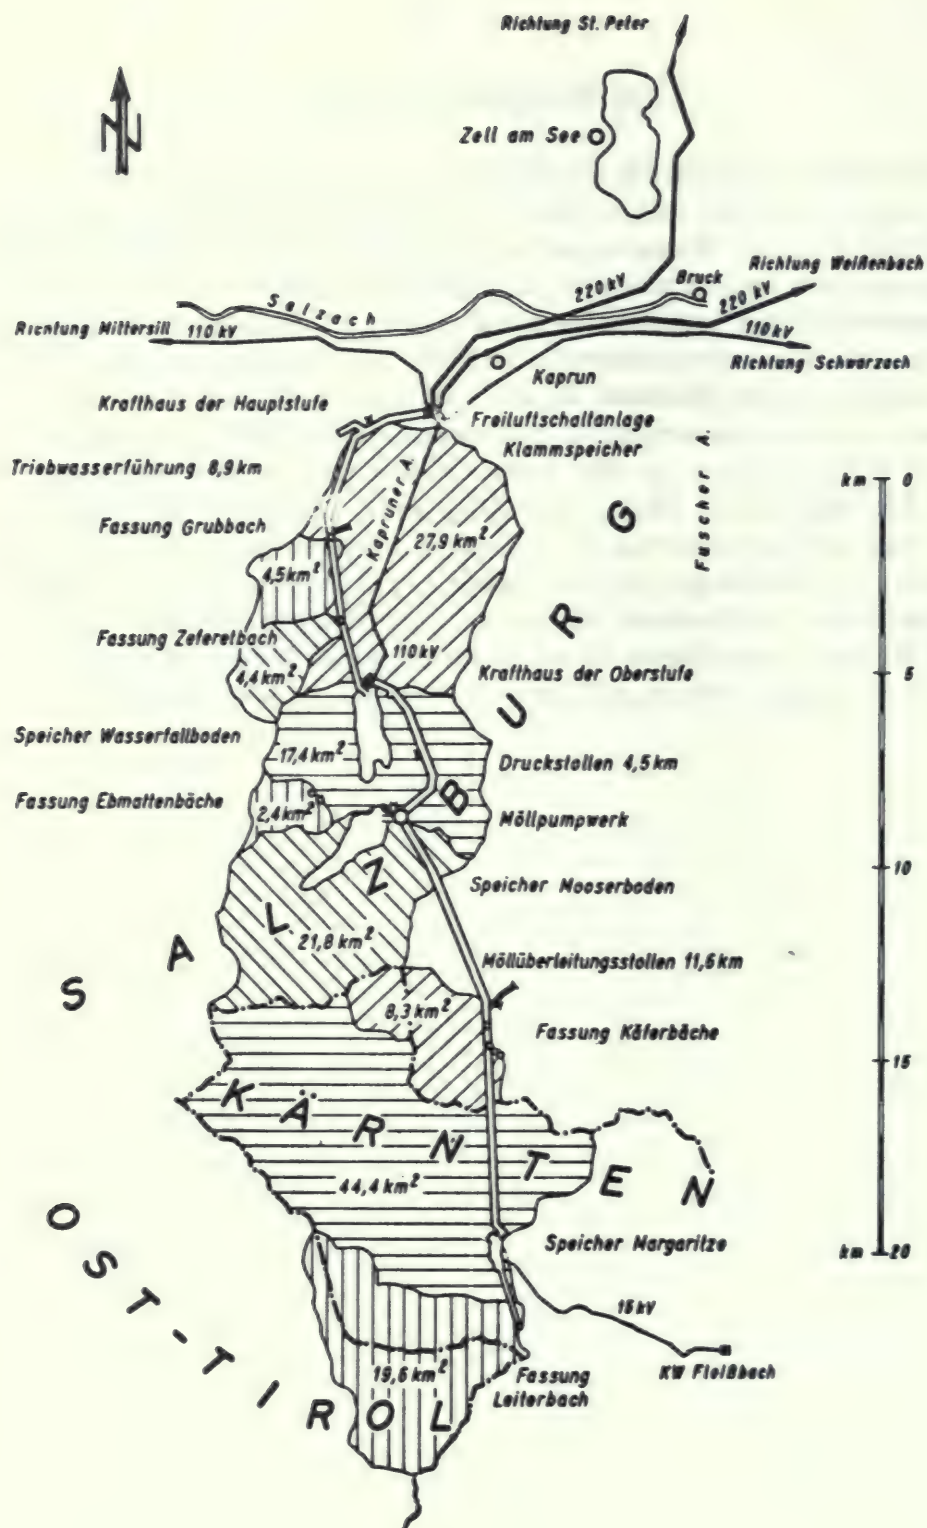 Richtung St. Peter
N
Zell am See
Richtung Weißenbach
Bruck
220 kV
220 kV
Salzach
110 kV
Richtung Mittersill 110 kV
Richtung Schwarzach
Kaprun
Krafthaus der Hauptstufe
Freiluftschaltanlage
Klammspeicher
Triebwasserführung 8,9 km
Kapruner A.
Fuscher A.
km 0
Fassung Grubbach
27,9 km²
4,5 km²
Fassung Zeferetbach
110 kV
4,4 km²
Krafthaus der Oberstufe
5
Speicher Wasserfallboden
17,4 km²
Druckstollen 4,5 km
Fassung Ebmattenbäche
2,4 km²
Möllpumpwerk
10
Speicher Mooserboden
21,8 km²
Möllüberleitungsstollen 11,6 km
8,3 km²
Fassung Käferbäche
15
SALZBURG
KÄRNTEN
44,4 km²
Speicher Margaritze
km 20
15 kV
OST-TIROL
19,6 km²
Fassung
Leiterbach
KW Fleißbach